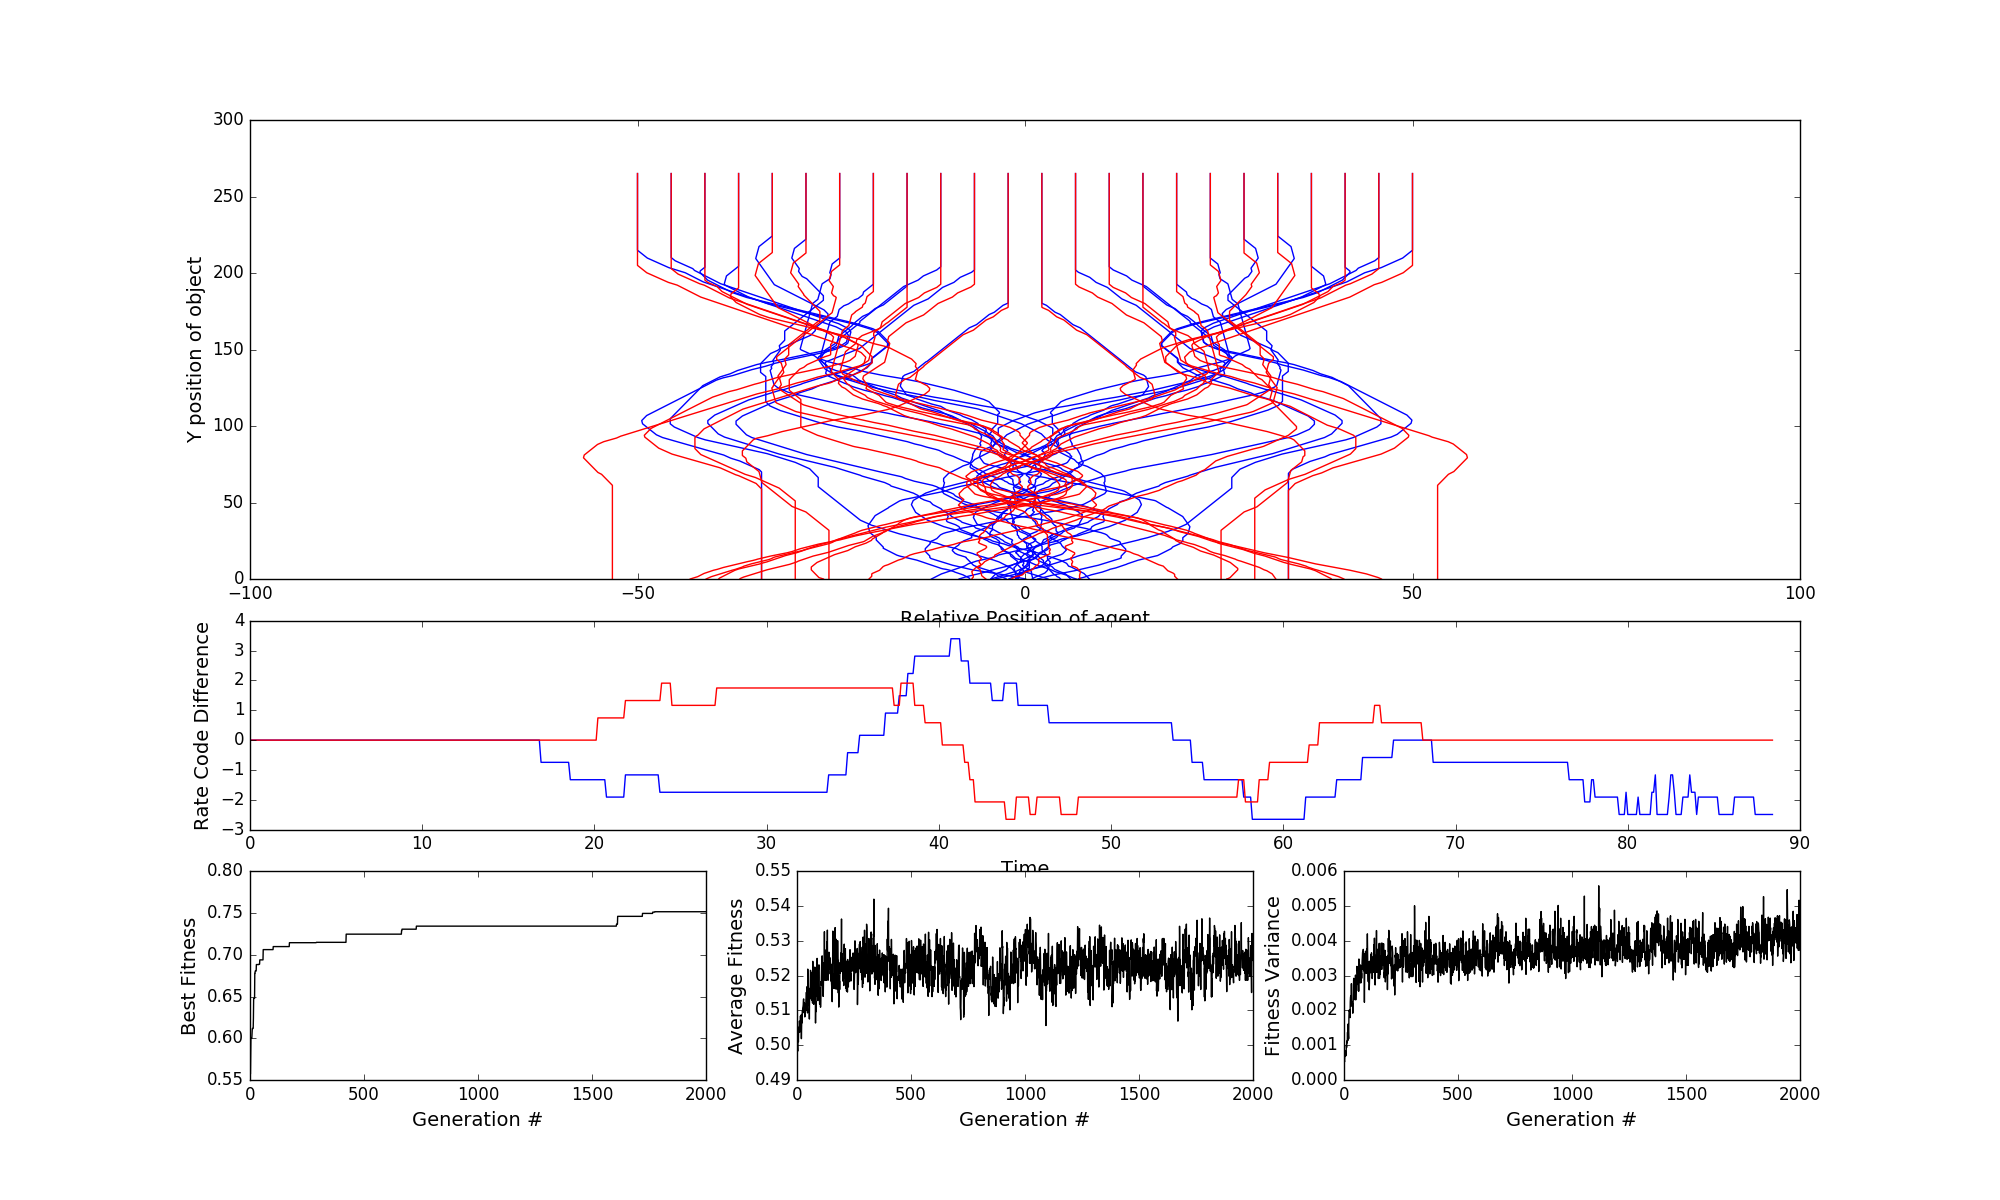 300
250
200
150
100
50
0
Y position of object
−100 −50 0 50 100
Relative Position of agent
4
3
2
1
0
−1
−2
−3
Rate Code Difference
0 10 20 30 40 50 60 70 80 90
Time
0.80
0.75
0.70
0.65
0.60
0.55
Best Fitness
0 500 1000 1500 2000
Generation #
0.55
0.54
0.53
0.52
0.51
0.50
0.49
Average Fitness
0 500 1000 1500 2000
Generation #
0.006
0.005
0.004
0.003
0.002
0.001
0.000
Fitness Variance
0 500 1000 1500 2000
Generation #